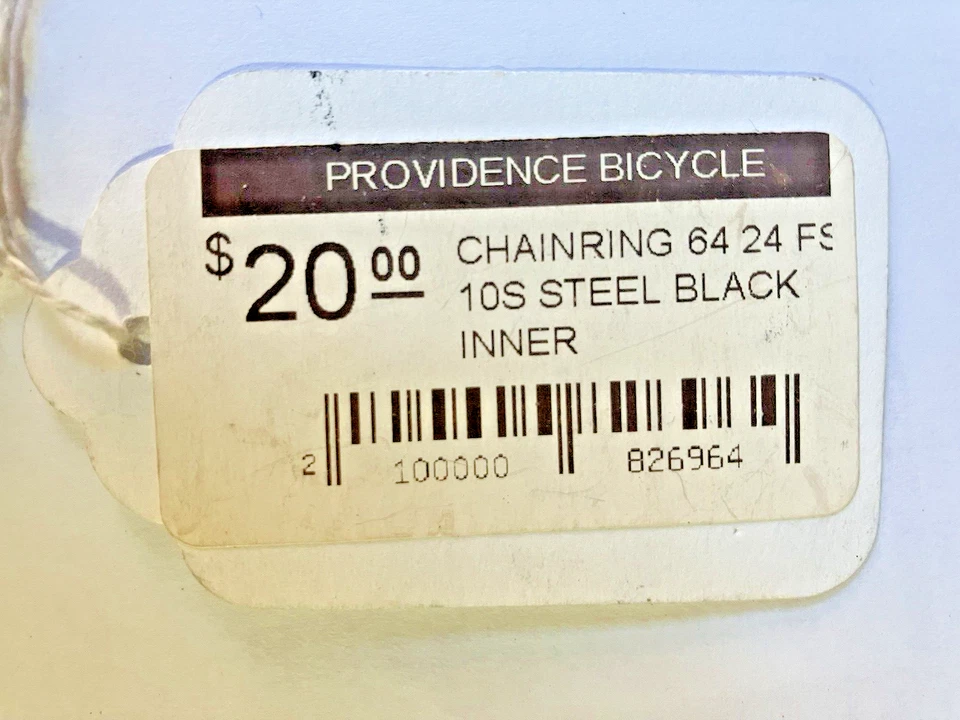 PROVIDENCE BICYCLE
$20.00
CHAINRING 64 24 FS
10S STEEL BLACK
INNER
2 100000 826964